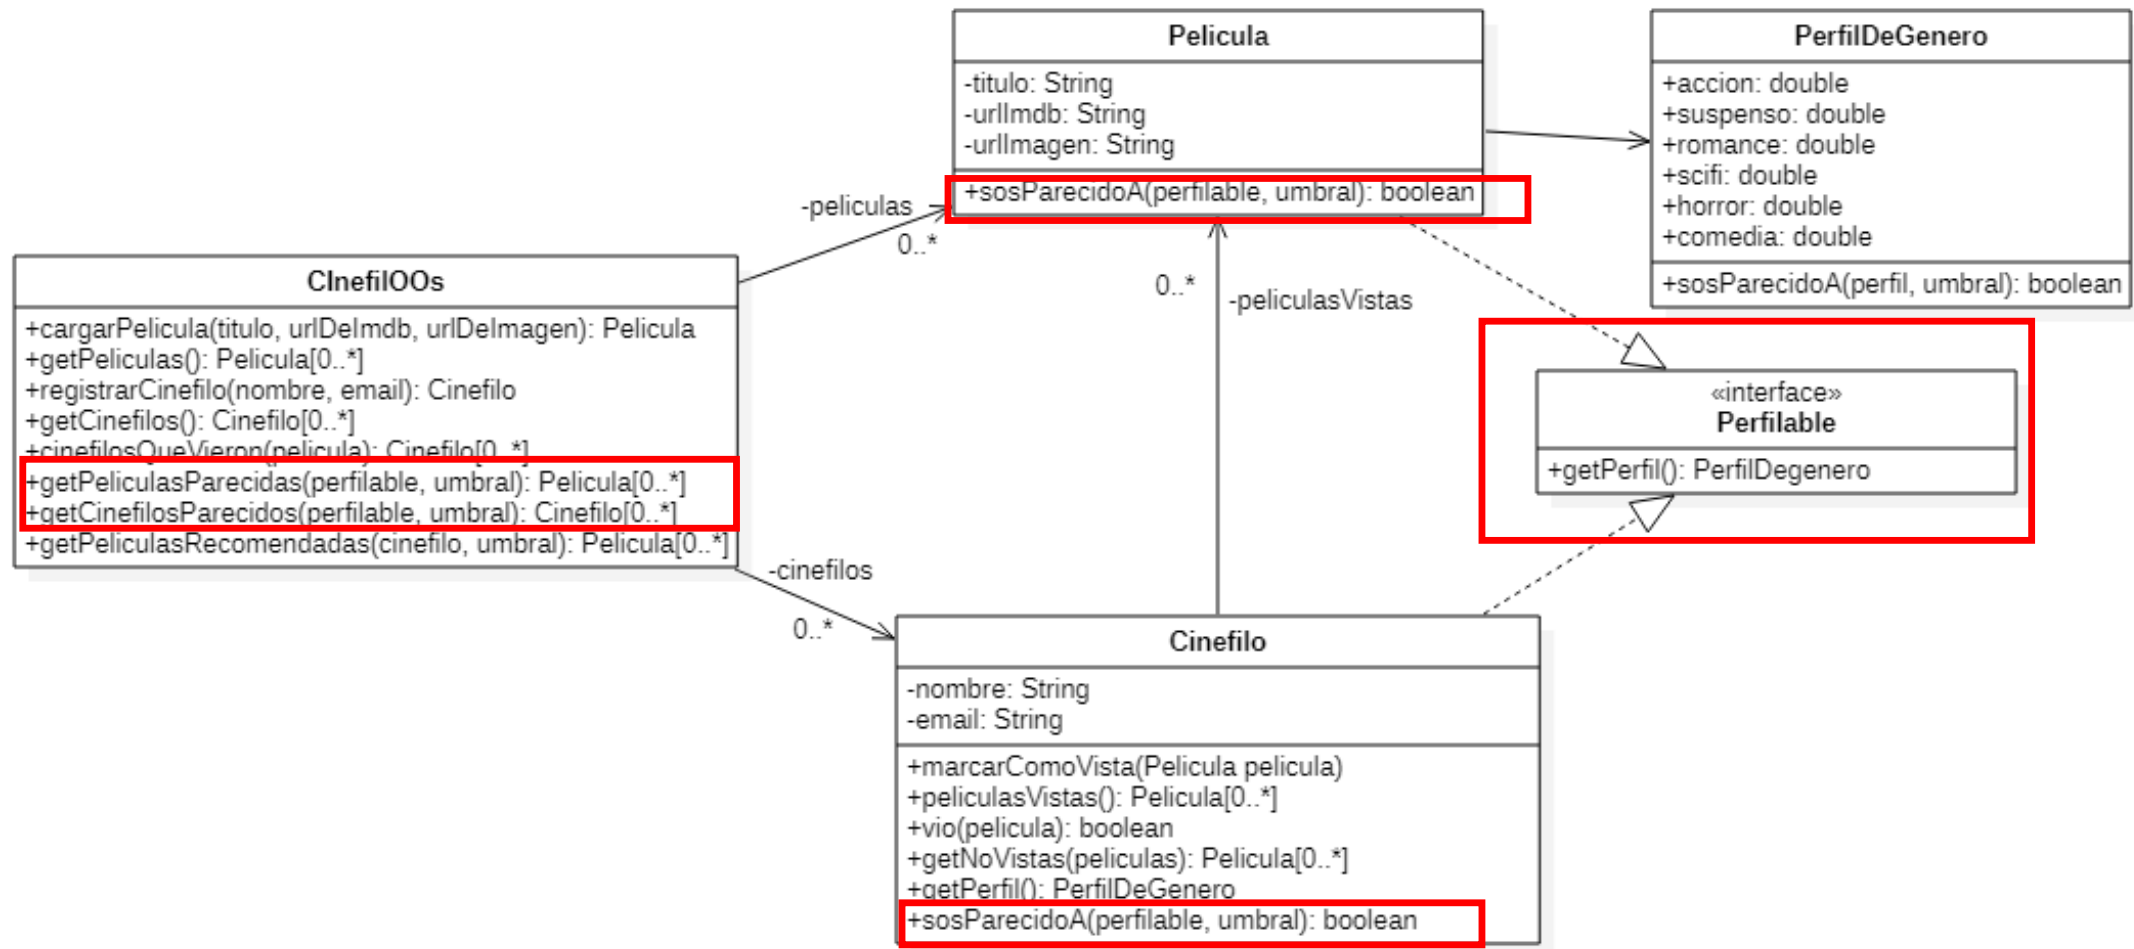 Pelicula
-titulo: String
-urlImdb: String
-urlImagen: String
+sosParecidoA(perfilable, umbral): boolean
PerfilDeGenero
+accion: double
+suspenso: double
+romance: double
+scifi: double
+horror: double
+comedia: double
+sosParecidoA(perfil, umbral): boolean
-peliculas
0..*
CInefilOOs
+cargarPelicula(titulo, urlDeImdb, urlDeImagen): Pelicula
+getPeliculas(): Pelicula[0..*]
+registrarCinefilo(nombre, email): Cinefilo
+getCinefilos(): Cinefilo[0..*]
+cinefilosQueVieron(pelicula): Cinefilo[0..*]
+getPeliculasParecidas(perfilable, umbral): Pelicula[0..*]
+getCinefilosParecidos(perfilable, umbral): Cinefilo[0..*]
+getPeliculasRecomendadas(cinefilo, umbral): Pelicula[0..*]
0..*
-peliculasVistas
«interface»
Perfilable
+getPerfil(): PerfilDegenero
-cinefilos
0..*
Cinefilo
-nombre: String
-email: String
+marcarComoVista(Pelicula pelicula)
+peliculasVistas(): Pelicula[0..*]
+vio(pelicula): boolean
+getNoVistas(peliculas): Pelicula[0..*]
+getPerfil(): PerfilDeGenero
+sosParecidoA(perfilable, umbral): boolean